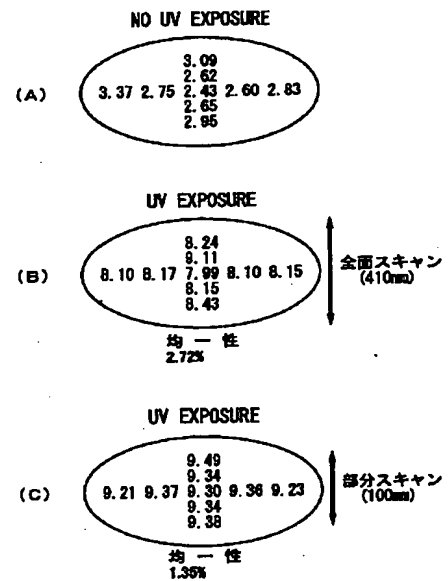 NO UV EXPOSURE
(A)
3.09
2.62
3.37 2.75 2.43 2.60 2.83
2.65
2.95
UV EXPOSURE
(B)
8.24
9.11
8.10 8.17 7.99 8.10 8.15
8.15
8.43
全面スキャン
(410mm)
均一性
2.72%
UV EXPOSURE
(C)
9.49
9.34
9.21 9.37 9.30 9.36 9.23
9.34
9.38
部分スキャン
(100mm)
均一性
1.35%